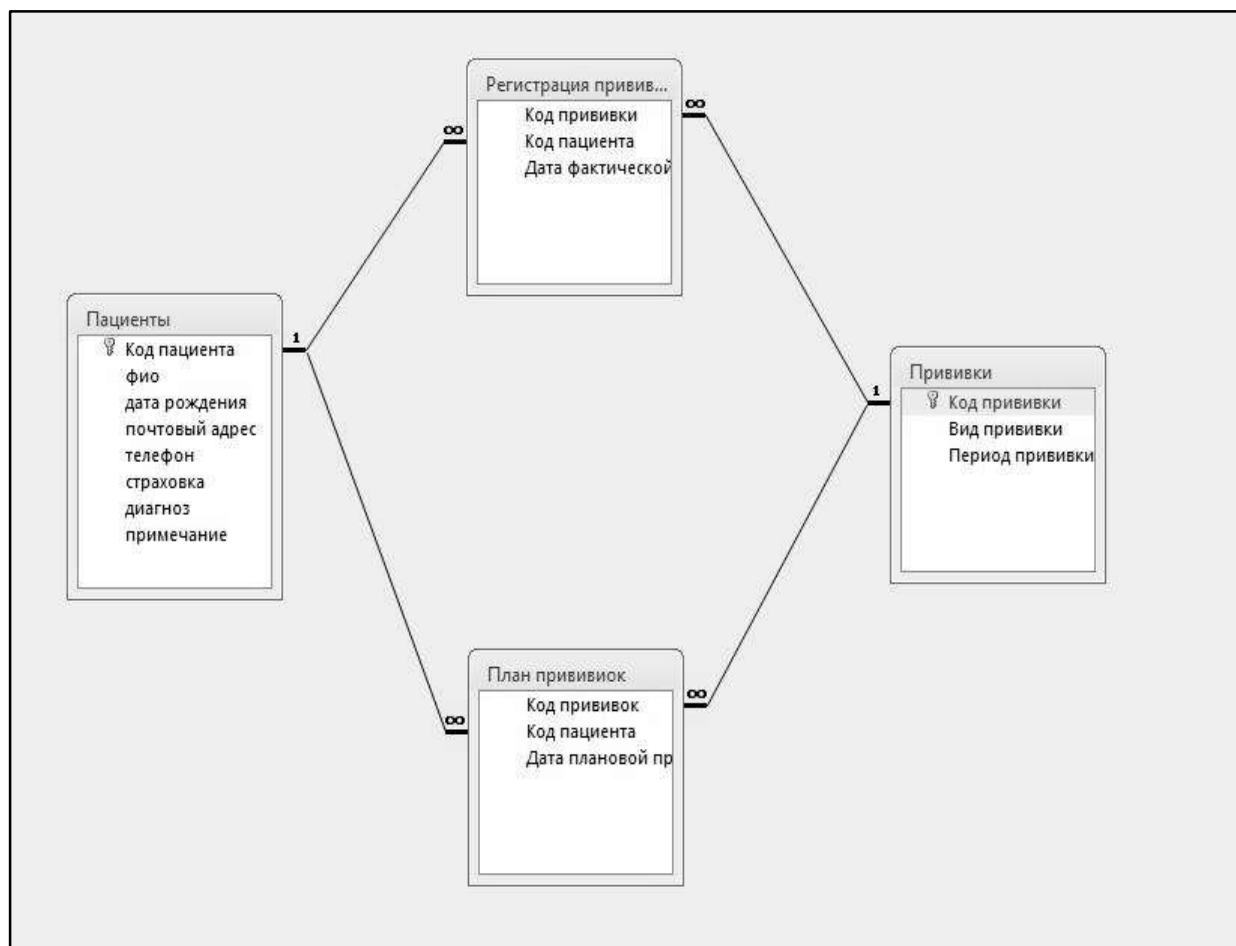 Регистрация привив...
Код прививки
Код пациента
Дата фактической
∞
∞
Пациенты
Код пациента
фио
дата рождения
почтовый адрес
телефон
страховка
диагноз
примечание
1
Прививки
Код прививки
Вид прививки
Период прививки
1
План прививиок
Код прививок
Код пациента
Дата плановой пр
∞
∞